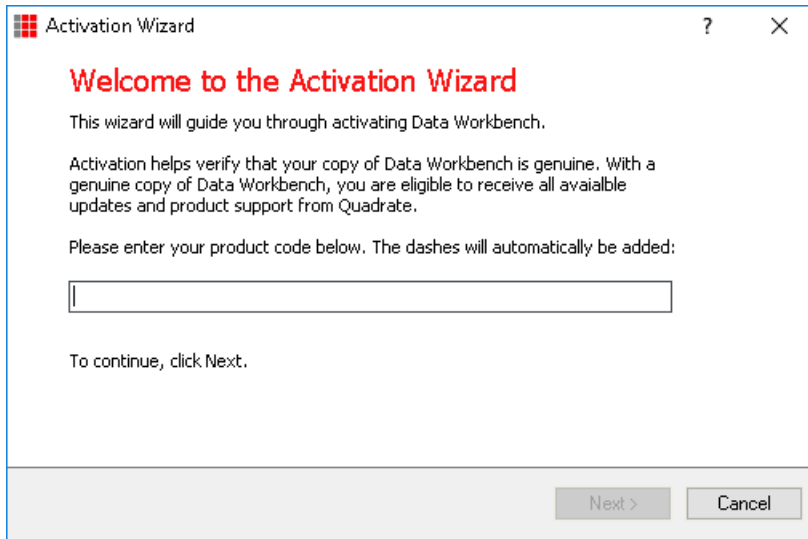 Activation Wizard
?
Welcome to the Activation Wizard
This wizard will guide you through activating Data Workbench.
Activation helps verify that your copy of Data Workbench is genuine. With a
genuine copy of Data Workbench, you are eligible to receive all avaialble
updates and product support from Quadrate.
Please enter your product code below. The dashes will automatically be added:
To continue, click Next.
Next >
Cancel